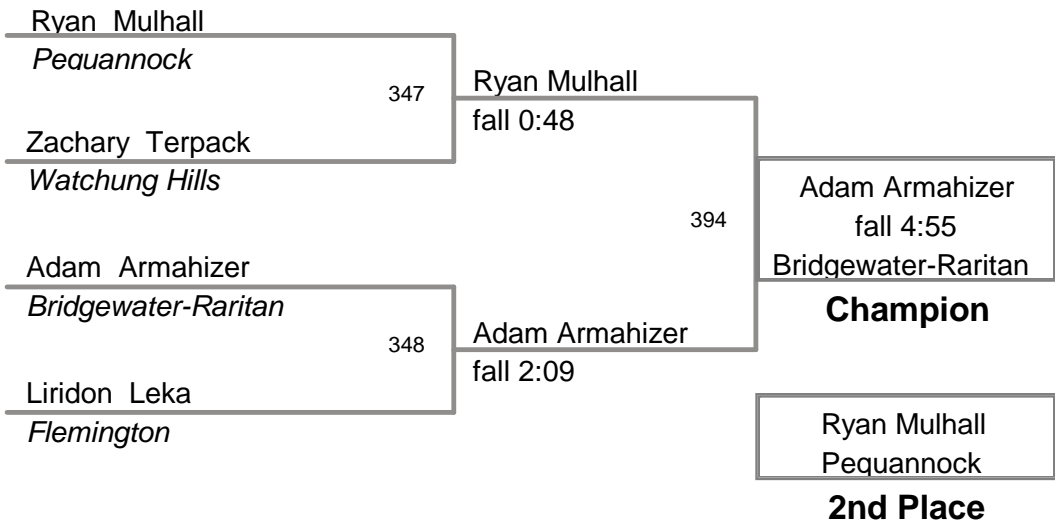 Ryan Mulhall
Pequannock
347
Ryan Mulhall
fall 0:48
Zachary Terpack
Watchung Hills
394
Adam Armahizer
fall 4:55
Bridgewater-Raritan
Champion
Adam Armahizer
Bridgewater-Raritan
348
Adam Armahizer
fall 2:09
Liridon Leka
Flemington
Ryan Mulhall
Pequannock
2nd Place